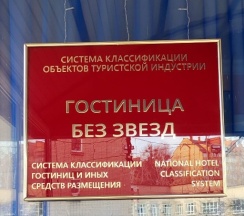 СИСТЕМА КЛАССИФИКАЦИИ
ОБЪЕКТОВ ТУРИСТСКОЙ ИНДУСТРИИ
ГОСТИНИЦА
БЕЗ ЗВЕЗД
СИСТЕМА КЛАССИФИКАЦИИ
ГОСТИНИЦ И ИНЫХ
СРЕДСТВ РАЗМЕЩЕНИЯ
NATIONAL HOTEL
CLASSIFICATION
SYSTEM